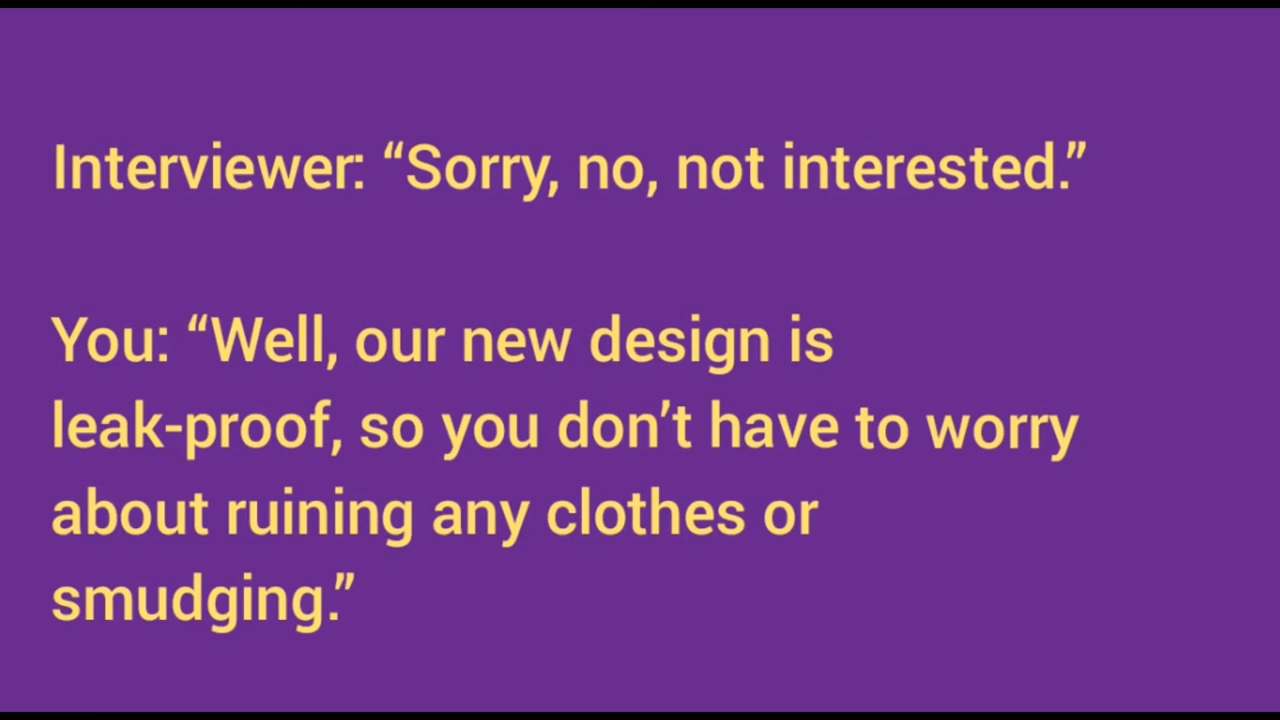 Interviewer: “Sorry, no, not interested.”
You: “Well, our new design is
leak-proof, so you don’t have to worry
about ruining any clothes or
smudging.”